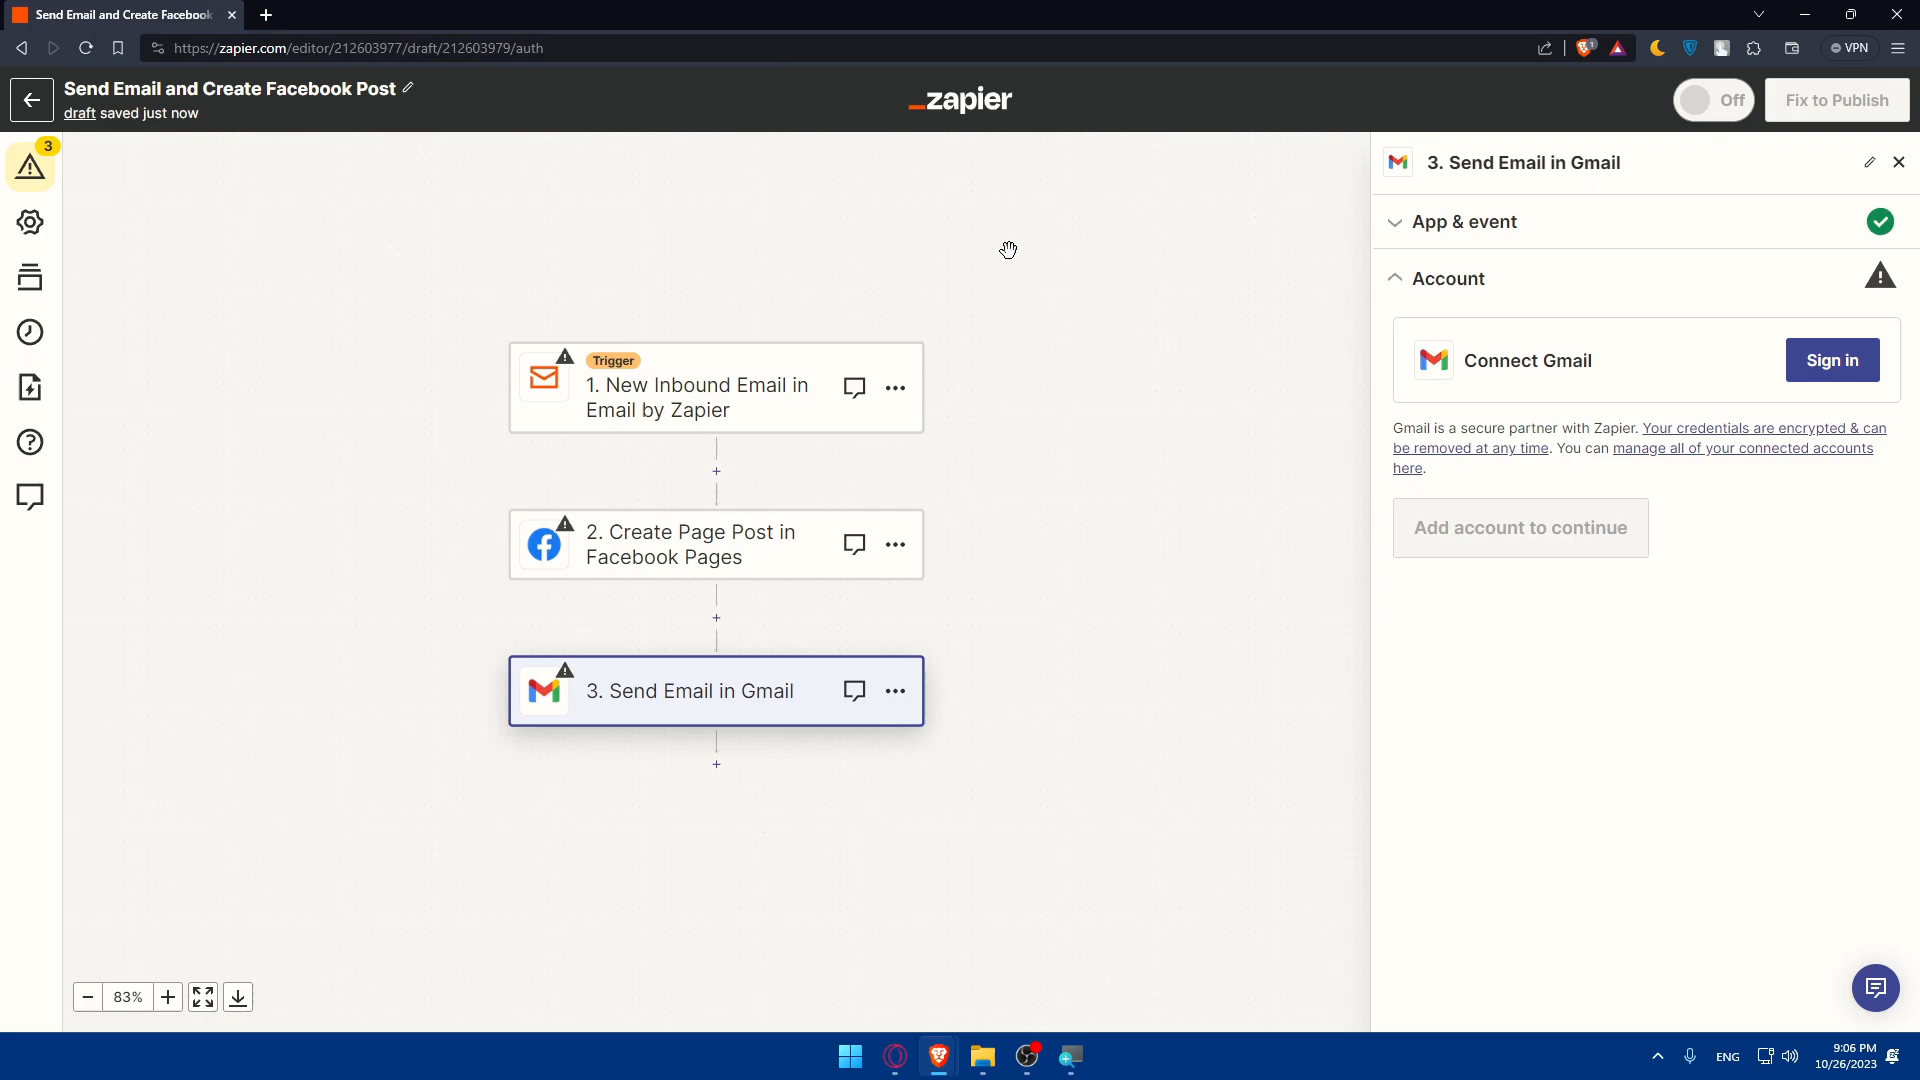 Send Email and Create Facebook
https://zapier.com/editor/212603977/draft/212603979/auth
VPN
Send Email and Create Facebook Post
draft saved just now
_zapier
Off
Fix to Publish
3
3. Send Email in Gmail
App & event
Account
Connect Gmail
Sign in
Gmail is a secure partner with Zapier. Your credentials are encrypted & can
be removed at any time. You can manage all of your connected accounts
here.
Add account to continue
Trigger
1. New Inbound Email in
Email by Zapier
+
2. Create Page Post in
Facebook Pages
+
3. Send Email in Gmail
+
83%
ENG
9:06 PM
10/26/2023